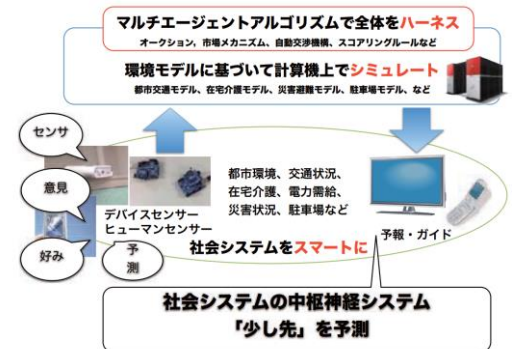 マルチエージェントアルゴリズムで全体をハーネス
オークション，市場メカニズム、自動交渉機構、スコアリングルールなど
環境モデルに基づいて計算機上でシミュレート
都市交通モデル、在宅介護モデル、災害避難モデル、駐車場モデル、など
センサ
意見
好み
予測
デバイスセンサー
ヒューマンセンサー
都市環境、交通状況、
在宅介護、電力需給、
災害状況、駐車場など
予報・ガイド
社会システムをスマートに
社会システムの中枢神経システム
「少し先」を予測